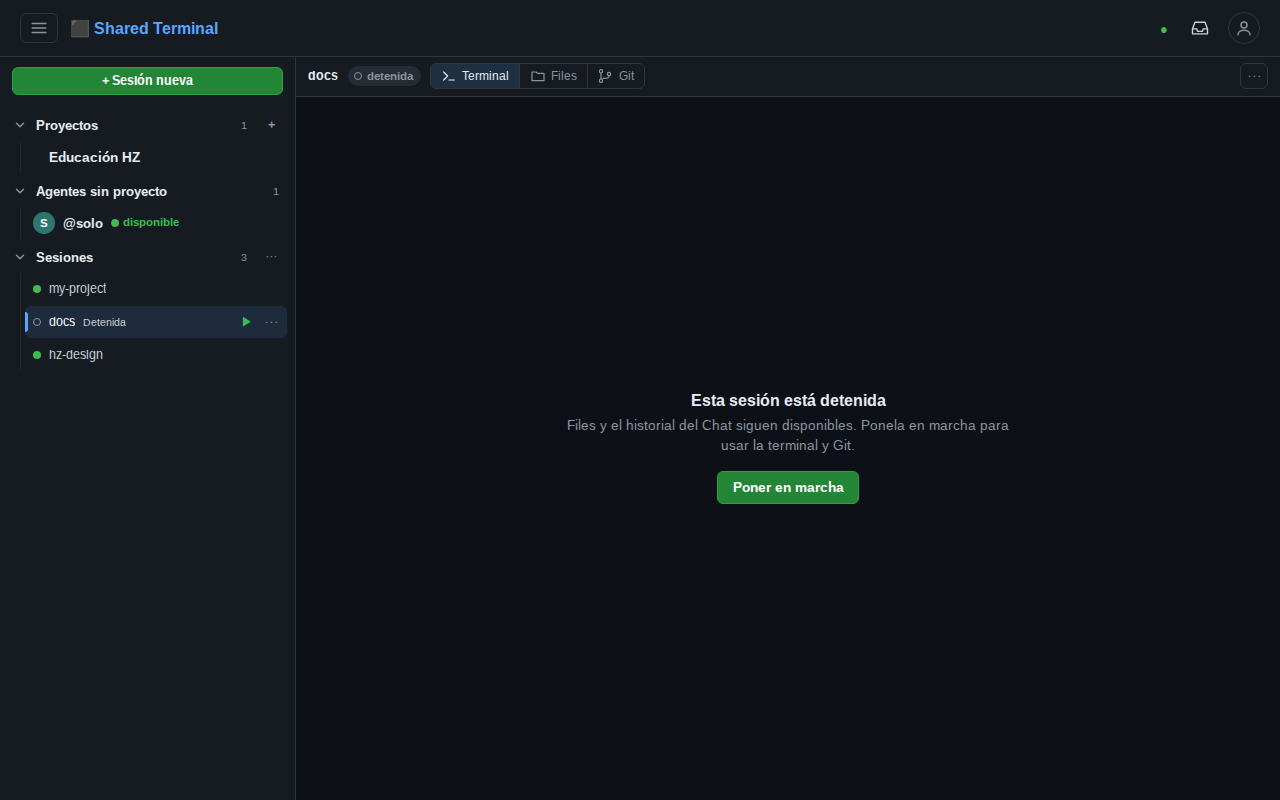 Shared Terminal
+ Sesión nueva
docs
detenida
Terminal
Files
Git
...
Proyectos 1 +
Educación HZ
Agentes sin proyecto 1
S @solo disponible
Sesiones 3 ...
my-project
docs Detenida ...
hz-design
Esta sesión está detenida
Files y el historial del Chat siguen disponibles. Ponela en marcha para
usar la terminal y Git.
Poner en marcha